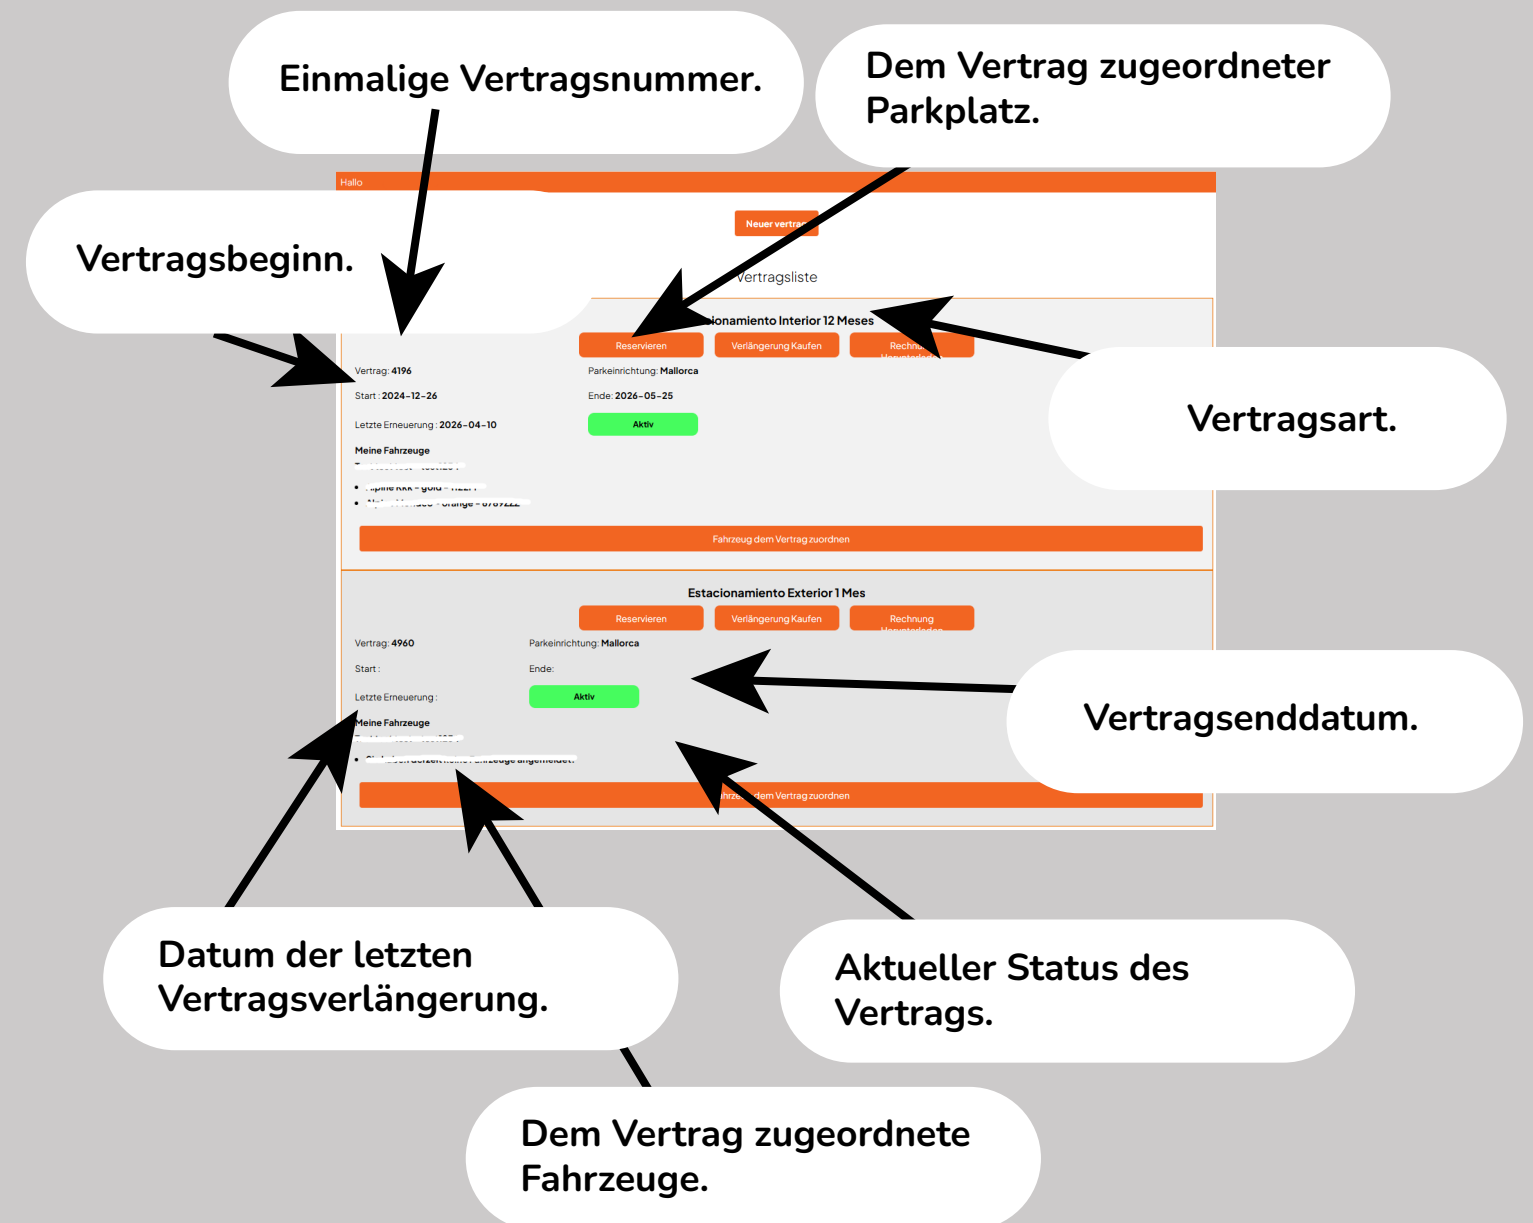 Einmalige Vertragsnummer.
Dem Vertrag zugeordneter
Parkplatz.
Hallo
Neuer vertrag
Vertragsbeginn.
Vertragsliste
Interior 12 Meses
Reservieren
Verlängerung Kaufen
Rechnung
Vertrag: 4196
Parkeinrichtung: Mallorca
Start : 2024-12-26
Ende: 2026-05-25
Letzte Erneuerung : 2026-04-10
Aktiv
Vertragsart.
Meine Fahrzeuge
Fahrzeug dem Vertrag zuordnen
Estacionamiento Exterior 1 Mes
Reservieren
Verlängerung Kaufen
Rechnung
Herunterladen
Vertrag: 4960
Parkeinrichtung: Mallorca
Start :
Ende:
Letzte Erneuerung :
Aktiv
Vertragsenddatum.
Meine Fahrzeuge
dem Vertrag zuordnen
Datum der letzten
Vertragsverlängerung.
Aktueller Status des
Vertrags.
Dem Vertrag zugeordnete
Fahrzeuge.